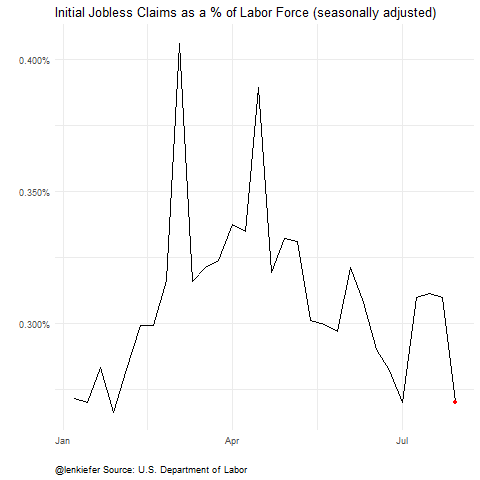 Initial Jobless Claims as a % of Labor Force (seasonally adjusted)
0.400%
0.350%
0.300%
Jan
Apr
Jul
@lenkiefer Source: U.S. Department of Labor